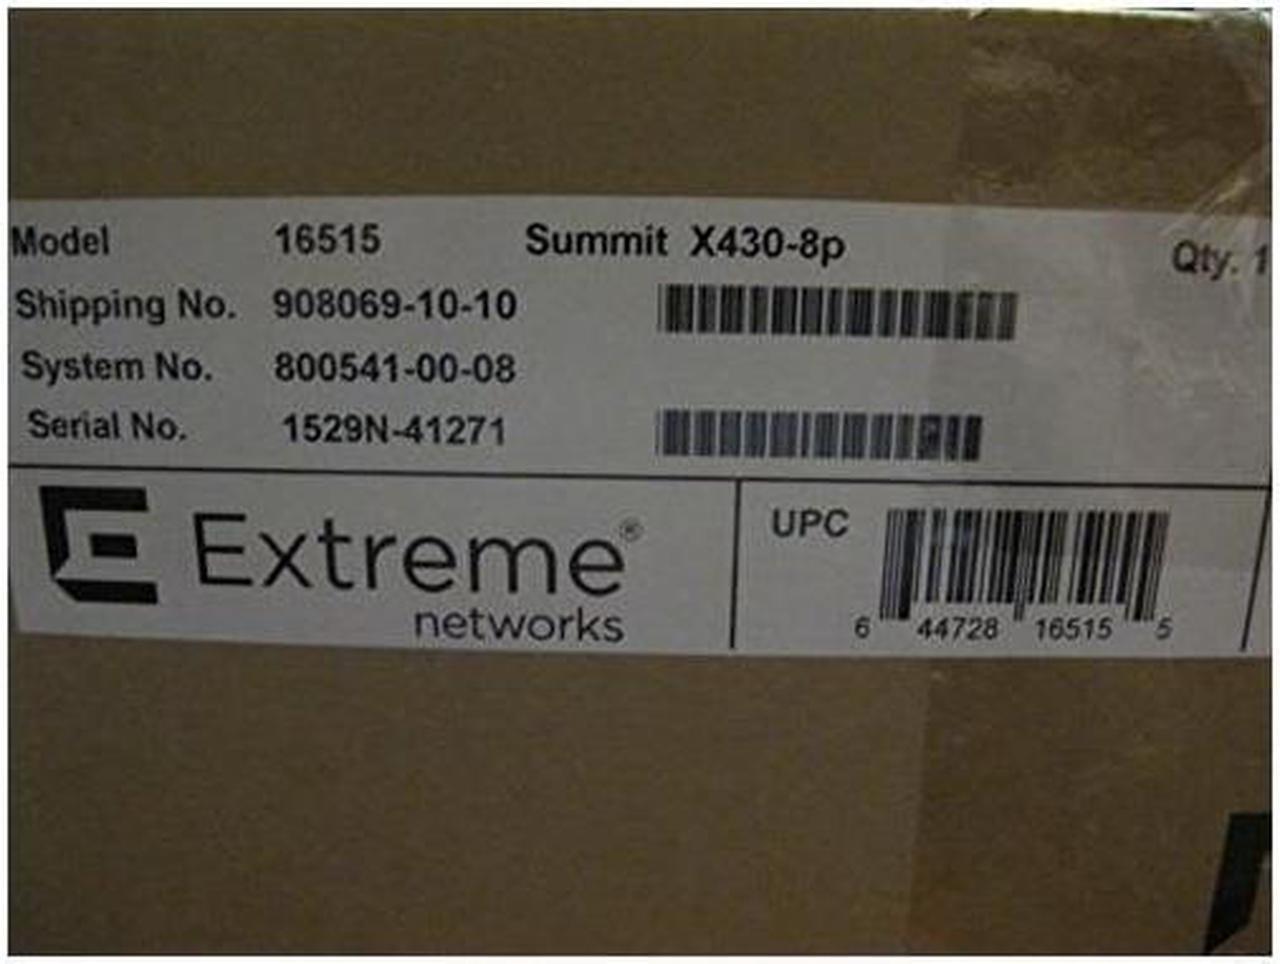 Model 16515 Summit X430-8p Qty. 1
Shipping No. 908069-10-10
System No. 800541-00-08
Serial No. 1529N-41271
Extreme®
networks
UPC
6 44728 16515 5